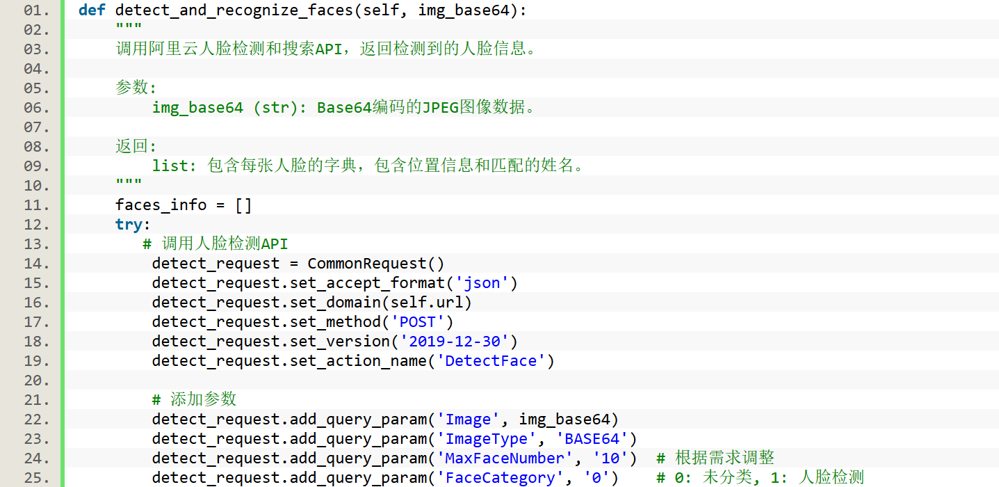 01. def detect_and_recognize_faces(self, img_base64):
02. """
03. 调用阿里云人脸检测和搜索API，返回检测到的人脸信息。
04.
05. 参数:
06. img_base64 (str): Base64编码的JPEG图像数据。
07.
08. 返回:
09. list: 包含每张人脸的字典，包含位置信息和匹配的姓名。
10. """
11. faces_info = []
12. try:
13. # 调用人脸检测API
14. detect_request = CommonRequest()
15. detect_request.set_accept_format('json')
16. detect_request.set_domain(self.url)
17. detect_request.set_method('POST')
18. detect_request.set_version('2019-12-30')
19. detect_request.set_action_name('DetectFace')
20.
21. # 添加参数
22. detect_request.add_query_param('Image', img_base64)
23. detect_request.add_query_param('ImageType', 'BASE64')
24. detect_request.add_query_param('MaxFaceNumber', '10') # 根据需求调整
25. detect_request.add_query_param('FaceCategory', '0') # 0: 未分类, 1: 人脸检测